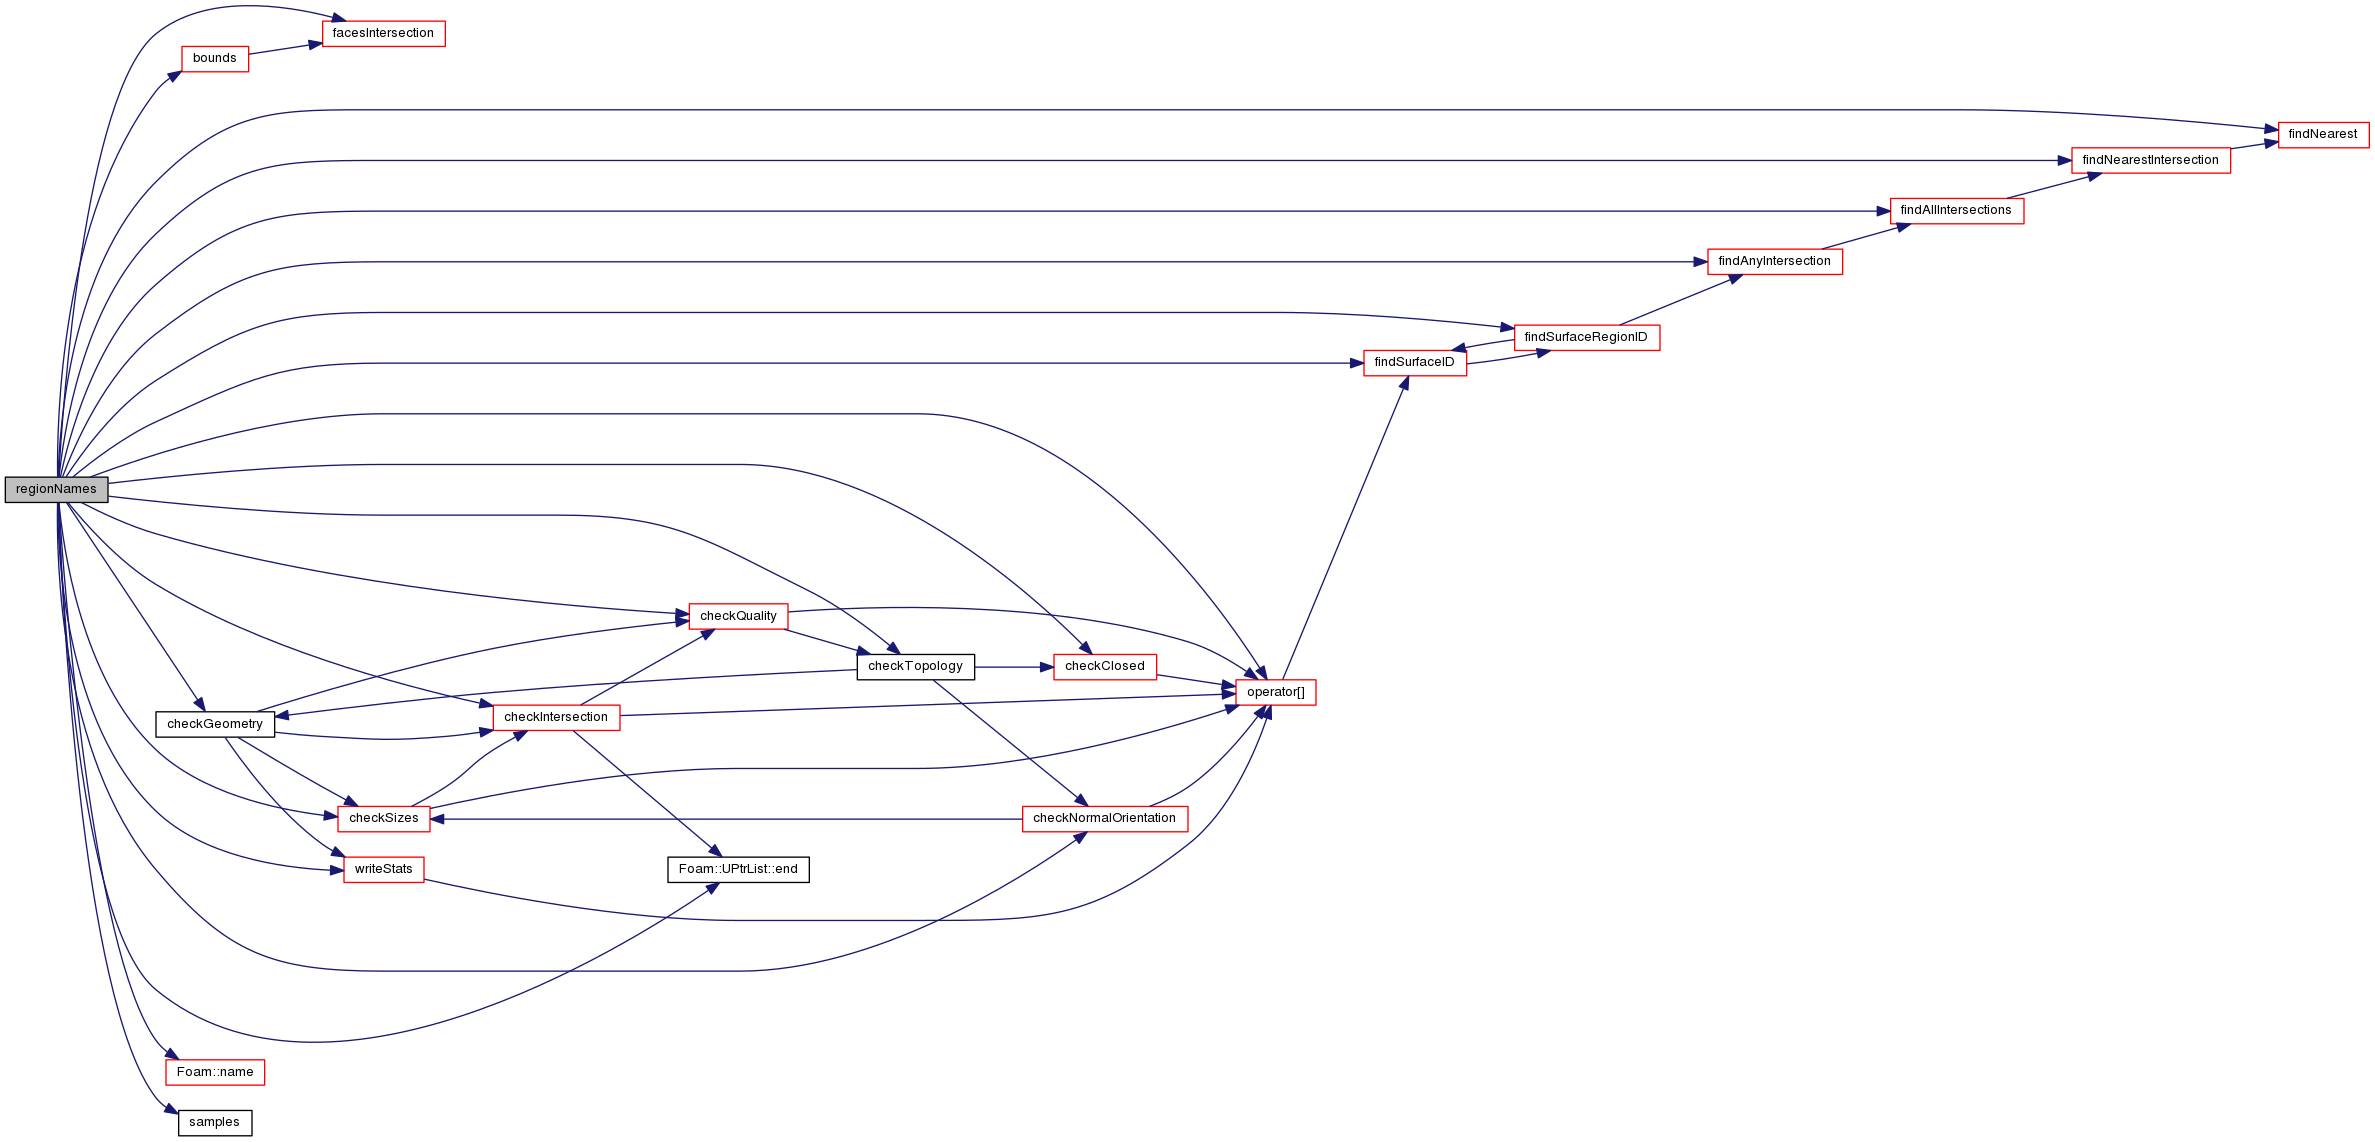 facesIntersection
bounds
findNearest
findNearestIntersection
findAllIntersections
findAnyIntersection
findSurfaceRegionID
findSurfaceID
regionNames
checkQuality
checkTopology
checkClosed
operator[]
checkGeometry
checkIntersection
checkSizes
checkNormalOrientation
writeStats
Foam::UPtrList::end
Foam::name
samples